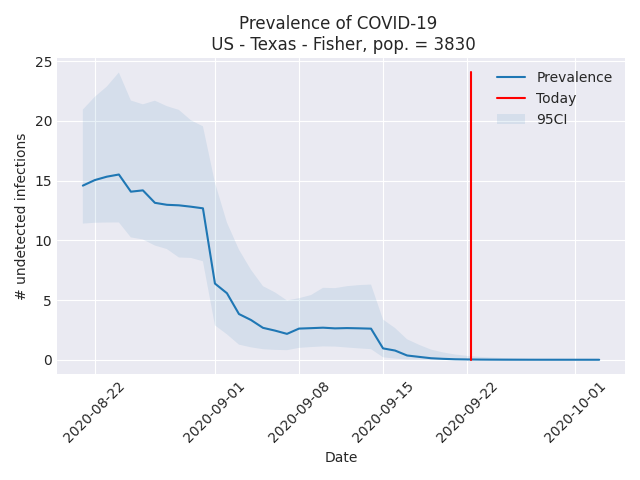 Prevalence of COVID-19
US - Texas - Fisher, pop. = 3830
25
20
15
10
5
0
# undetected infections
Prevalence
Today
95CI
2020-08-22
2020-09-01
2020-09-08
2020-09-15
2020-09-22
2020-10-01
Date